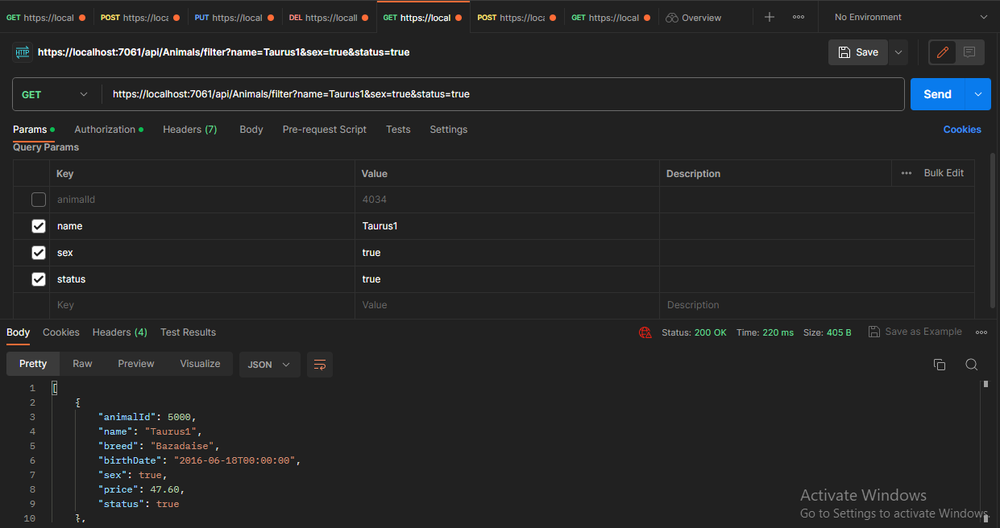 GET https://local POST https://loca PUT https://local DEL https://locall GET https://local POST https://loca GET https://local Overview No Environment
HTTP https://localhost:7061/api/Animals/filter?name=Taurus1&sex=true&status=true Save
GET https://localhost:7061/api/Animals/filter?name=Taurus1&sex=true&status=true Send
Params Authorization Headers (7) Body Pre-request Script Tests Settings Cookies
Query Params
Key Value Description Bulk Edit
animalId 4034
name Taurus1
sex true
status true
Key Value Description
Body Cookies Headers (4) Test Results Status: 200 OK Time: 220 ms Size: 405 B Save as Example
Pretty Raw Preview Visualize JSON
1 [
2 {
3 "animalId": 5000,
4 "name": "Taurus1",
5 "breed": "Bazadaise",
6 "birthDate": "2016-06-18T00:00:00",
7 "sex": true,
8 "price": 47.60,
9 "status": true
10 },
Activate Windows
Go to Settings to activate Windows.